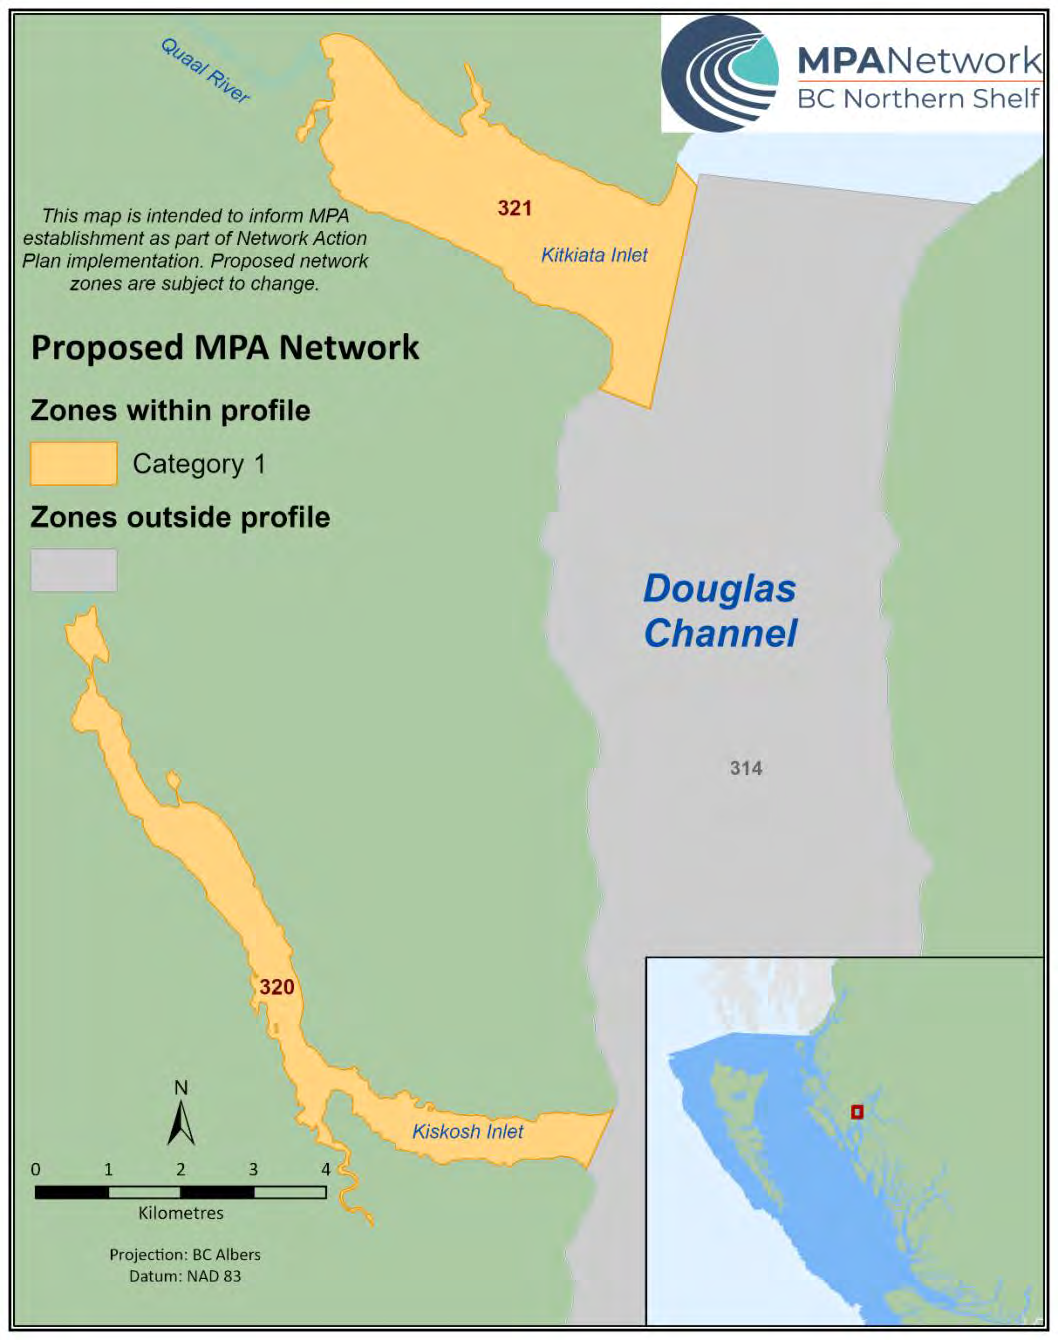 Quaal River
MPANetwork
BC Northern Shelf
321
Kitkiata Inlet
This map is intended to inform MPA
establishment as part of Network Action
Plan implementation. Proposed network
zones are subject to change.
Proposed MPA Network
Zones within profile
Category 1
Zones outside profile
Douglas
Channel
314
320
Kiskosh Inlet
N
0 1 2 3 4
Kilometres
Projection: BC Albers
Datum: NAD 83